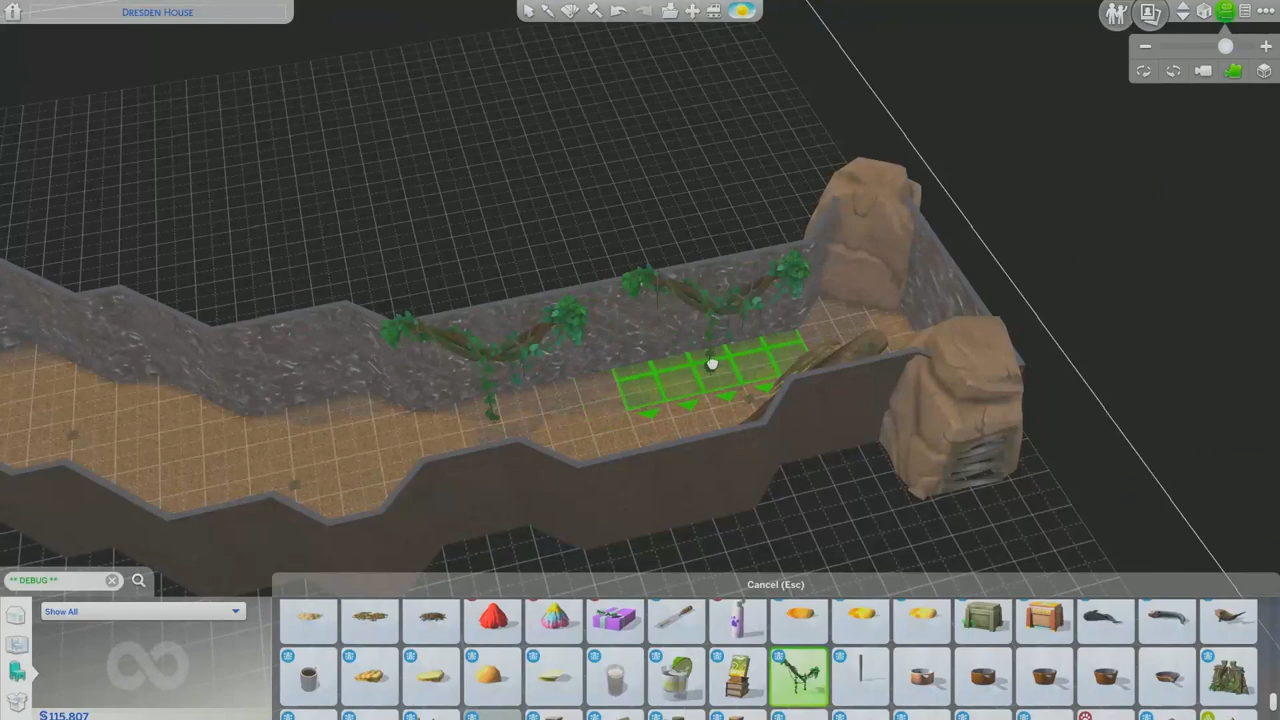 DRESDEN HOUSE
Cancel (Esc)
** DEBUG **
Show All
§115,807